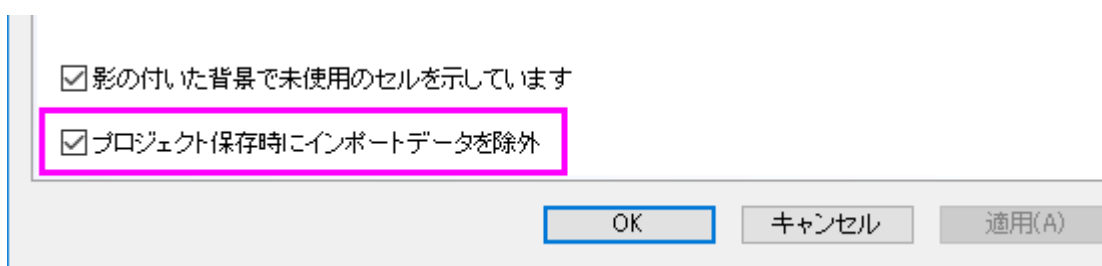 影の付いた背景で未使用のセルを示しています
プロジェクト保存時にインポートデータを除外
OK キャンセル 適用(A)